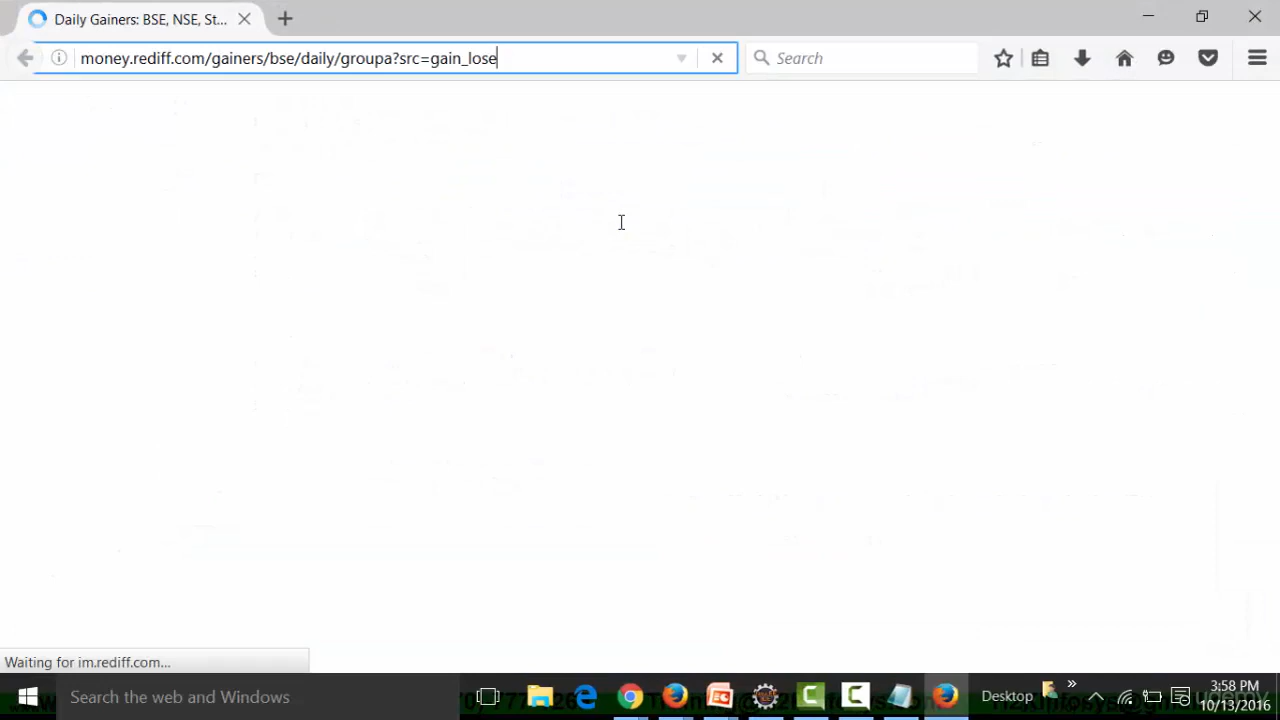 Daily Gainers: BSE, NSE, St...
money.rediff.com/gainers/bse/daily/groupa?src=gain_lose
Search
Waiting for im.rediff.com...
Search the web and Windows
Desktop
3:58 PM
10/13/2016